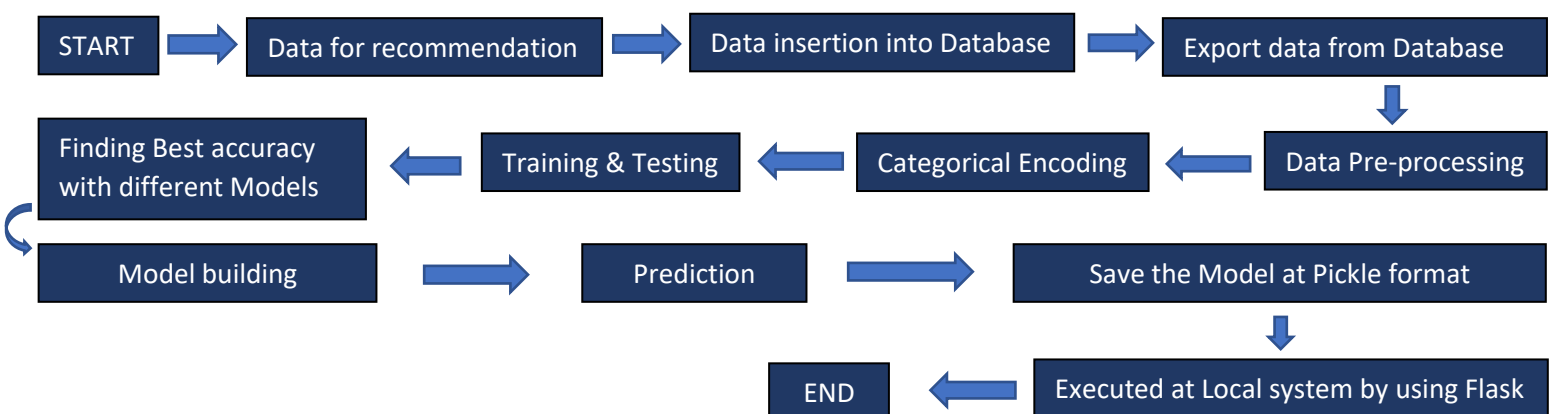 START
Data for recommendation
Data insertion into Database
Export data from Database
Data Pre-processing
Categorical Encoding
Training & Testing
Finding Best accuracy
with different Models
Model building
Prediction
Save the Model at Pickle format
Executed at Local system by using Flask
END